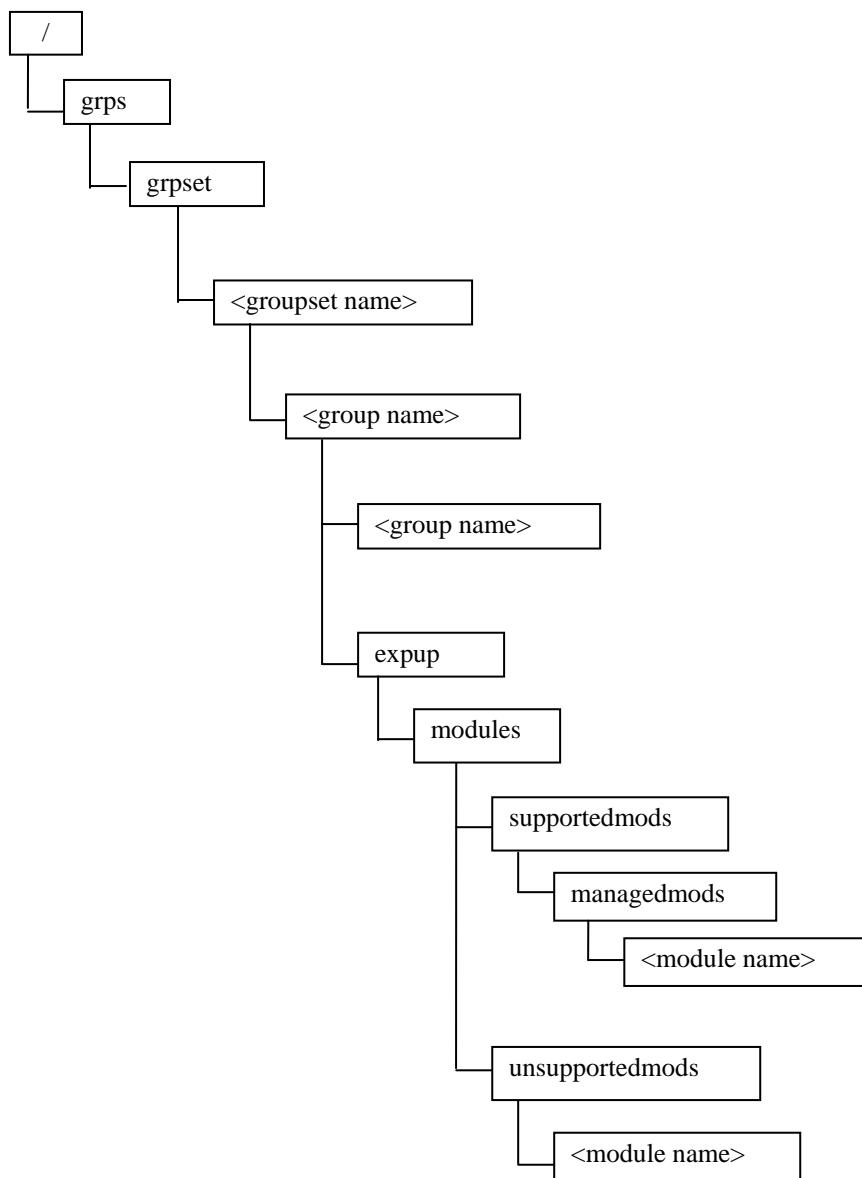 /
grps
grpset
<groupset name>
<group name>
<group name>
expup
modules
supportedmods
managedmods
<module name>
unsupportedmods
<module name>